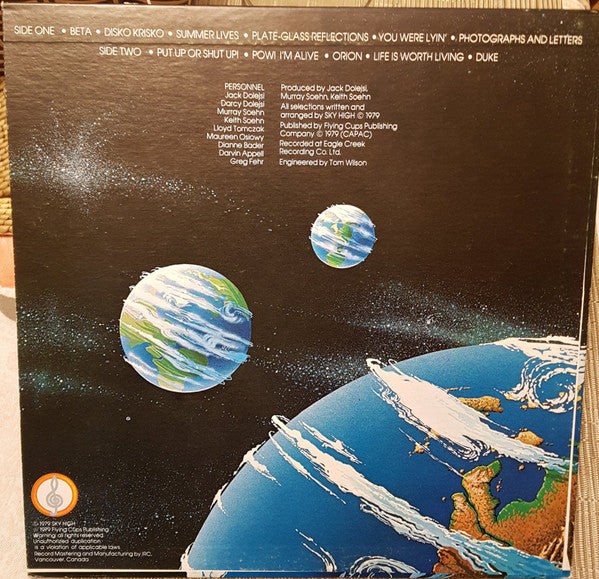 SIDE ONE • BETA • DISKO KRISKO • SUMMER LIVES • PLATE-GLASS REFLECTIONS • YOU WERE LYIN' • PHOTOGRAPHS AND LETTERS
SIDE TWO • PUT UP OR SHUT UP! • POW! I'M ALIVE • ORION • LIFE IS WORTH LIVING • DUKE
PERSONNEL
Jack Dolejsi
Darcy Dolejsi
Murray Soehn
Keith Soehn
Lloyd Tomczak
Maureen Osiowy
Dianne Bader
Darvin Appell
Greg Fehr
Produced by Jack Dolejsi,
Murray Soehn, Keith Soehn
All selections written and
arranged by SKY HIGH © 1979
Published by Flying Cups Publishing
Company © 1979 (CAPAC)
Recorded at Eagle Creek
Recording Co. Ltd.
Engineered by Tom Wilson
© 1979 SKY HIGH
℗ 1979 Flying Cups Publishing
Warning: all rights reserved.
Unauthorized duplication
is a violation of applicable laws
Record Mastering and Manufacturing by I.R.C.
Vancouver, Canada